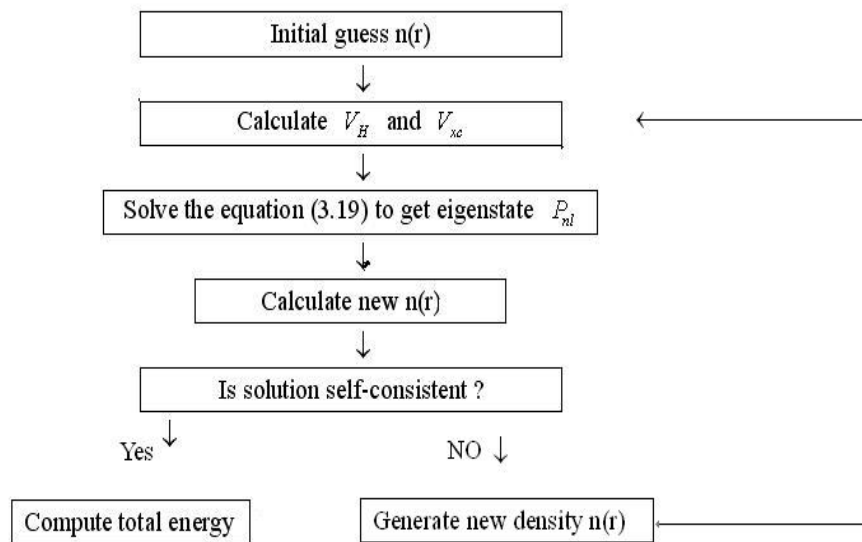 Initial guess n(r)
Calculate V_H and V_xc
Solve the equation (3.19) to get eigenstate P_nl
Calculate new n(r)
Is solution self-consistent ?
Yes
NO
Compute total energy
Generate new density n(r)